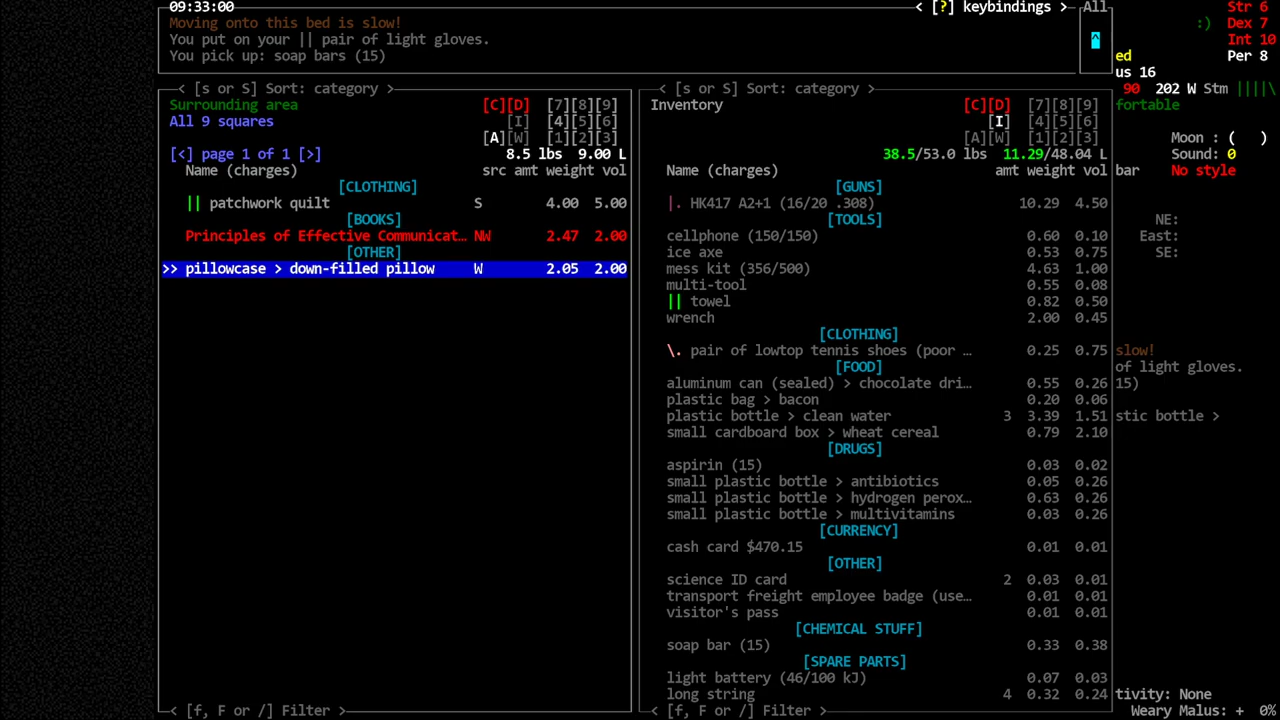 09:33:00 < [?] keybindings > All Str 6
Moving onto this bed is slow! :) Dex 7
You put on your || pair of light gloves. ^ Int 10
You pick up: soap bars (15) ed Per 8
us 16
< [s or S] Sort: category > < [s or S] Sort: category > 90 202 W Stm ||||\
Surrounding area [C][D] [7][8][9] Inventory [C][D] [7][8][9] fortable
All 9 squares [I] [4][5][6] [I] [4][5][6]
[A][W] [1][2][3] [A][W] [1][2][3] Moon : ( )
[<] page 1 of 1 [>] 8.5 lbs 9.00 L 38.5/53.0 lbs 11.29/48.04 L Sound: 0
Name (charges) src amt weight vol Name (charges) amt weight vol bar No style
[CLOTHING] [GUNS]
|| patchwork quilt S 4.00 5.00 |. HK417 A2+1 (16/20 .308) 10.29 4.50
[BOOKS] [TOOLS] NE:
Principles of Effective Communicat… NW 2.47 2.00 cellphone (150/150) 0.60 0.10 East:
[OTHER] ice axe 0.53 0.75 SE:
>> pillowcase > down-filled pillow W 2.05 2.00 mess kit (356/500) 4.63 1.00
multi-tool 0.55 0.08
|| towel 0.82 0.50
wrench 2.00 0.45
[CLOTHING]
\. pair of lowtop tennis shoes (poor … 0.25 0.75 slow!
[FOOD] of light gloves.
aluminum can (sealed) > chocolate dri… 0.55 0.26 15)
plastic bag > bacon 0.20 0.06
plastic bottle > clean water 3 3.39 1.51 stic bottle >
small cardboard box > wheat cereal 0.79 2.10
[DRUGS]
aspirin (15) 0.03 0.02
small plastic bottle > antibiotics 0.05 0.26
small plastic bottle > hydrogen perox… 0.63 0.26
small plastic bottle > multivitamins 0.03 0.26
[CURRENCY]
cash card $470.15 0.01 0.01
[OTHER]
science ID card 2 0.03 0.01
transport freight employee badge (use… 0.01 0.01
visitor's pass 0.01 0.01
[CHEMICAL STUFF]
soap bar (15) 0.33 0.38
[SPARE PARTS]
light battery (46/100 kJ) 0.07 0.03
long string 4 0.32 0.24 tivity: None
< [f, F or /] Filter > < [f, F or /] Filter > Weary Malus: + 0%